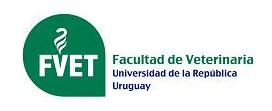 FVET
Facultad de Veterinaria
Universidad de la República
Uruguay